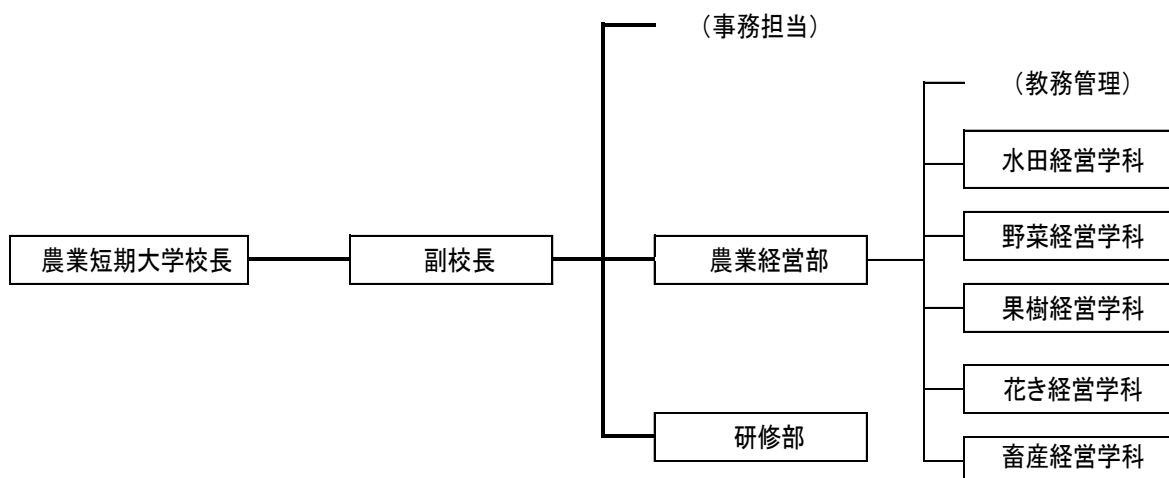 （事務担当）
（教務管理）
水田経営学科
野菜経営学科
農業短期大学校長
副校長
農業経営部
果樹経営学科
花き経営学科
研修部
畜産経営学科